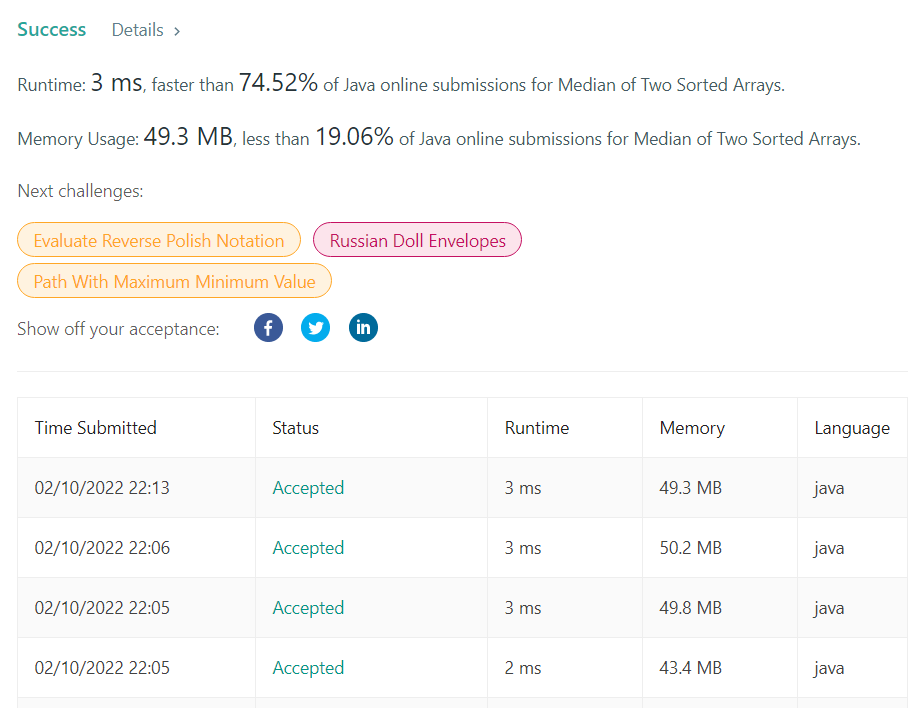 Success Details >
Runtime: 3 ms, faster than 74.52% of Java online submissions for Median of Two Sorted Arrays.
Memory Usage: 49.3 MB, less than 19.06% of Java online submissions for Median of Two Sorted Arrays.
Next challenges:
Evaluate Reverse Polish Notation Russian Doll Envelopes
Path With Maximum Minimum Value
Show off your acceptance:
Time Submitted Status Runtime Memory Language
02/10/2022 22:13 Accepted 3 ms 49.3 MB java
02/10/2022 22:06 Accepted 3 ms 50.2 MB java
02/10/2022 22:05 Accepted 3 ms 49.8 MB java
02/10/2022 22:05 Accepted 2 ms 43.4 MB java